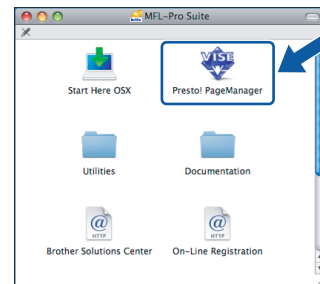 MFL-Pro Suite
VISE
Start Here OSX
Presto! PageManager
Utilities
Documentation
@
HTTP
@
HTTP
Brother Solutions Center
On-Line Registration